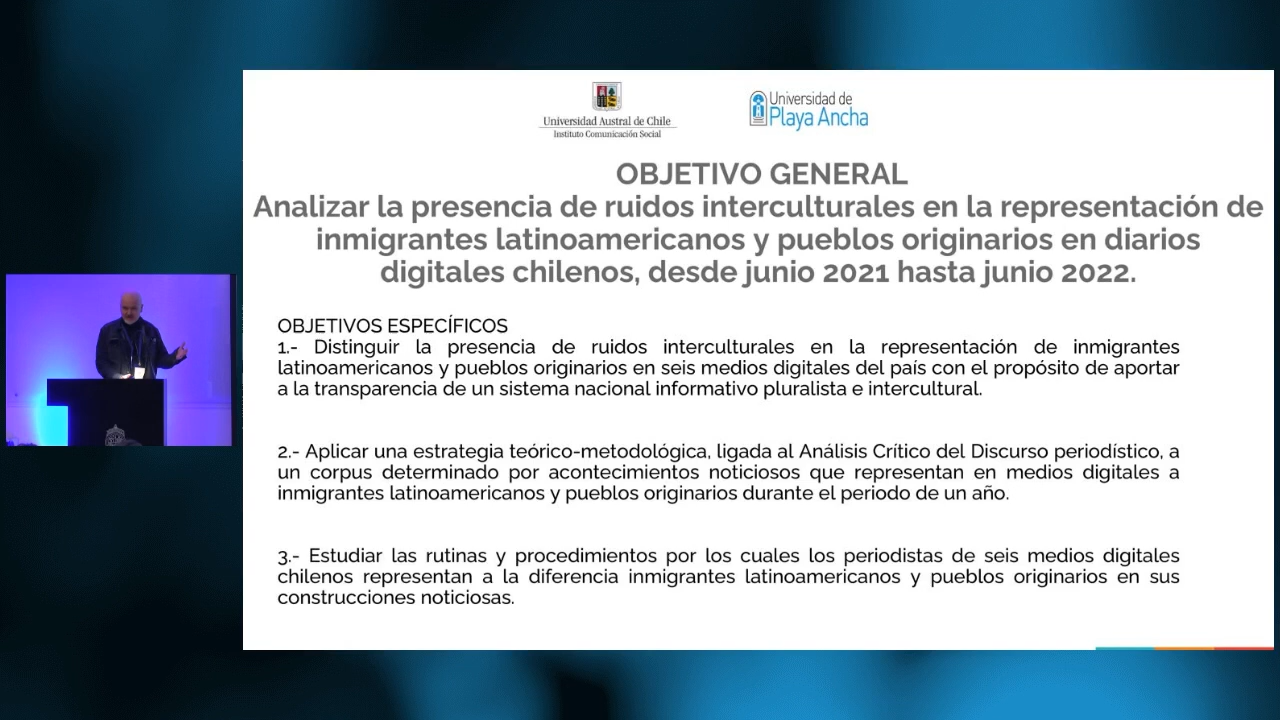 Universidad Austral de Chile
Instituto Comunicación Social
Universidad de
Playa Ancha
OBJETIVO GENERAL
Analizar la presencia de ruidos interculturales en la representación de
inmigrantes latinoamericanos y pueblos originarios en diarios
digitales chilenos, desde junio 2021 hasta junio 2022.
OBJETIVOS ESPECÍFICOS
1.- Distinguir la presencia de ruidos interculturales en la representación de inmigrantes
latinoamericanos y pueblos originarios en seis medios digitales del país con el propósito de aportar
a la transparencia de un sistema nacional informativo pluralista e intercultural.
2.- Aplicar una estrategia teórico-metodológica, ligada al Análisis Crítico del Discurso periodístico, a
un corpus determinado por acontecimientos noticiosos que representan en medios digitales a
inmigrantes latinoamericanos y pueblos originarios durante el periodo de un año.
3.- Estudiar las rutinas y procedimientos por los cuales los periodistas de seis medios digitales
chilenos representan a la diferencia inmigrantes latinoamericanos y pueblos originarios en sus
construcciones noticiosas.